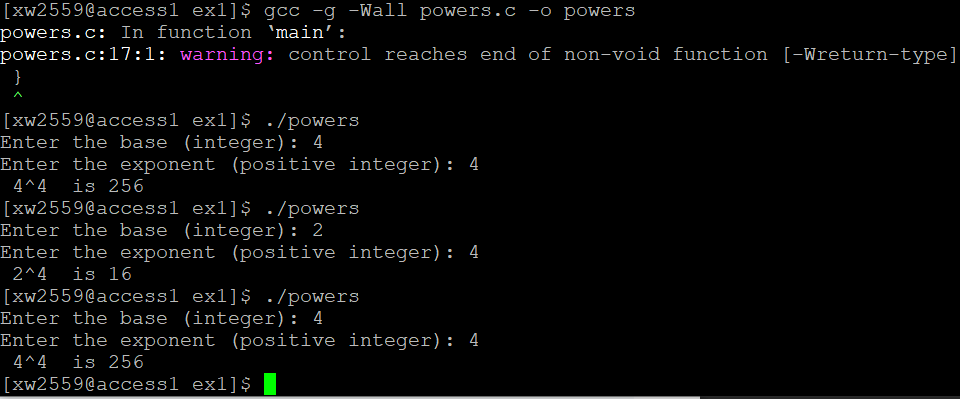 [xw2559@access1 ex1]$ gcc -g -Wall powers.c -o powers
powers.c: In function ‘main’:
powers.c:17:1: warning: control reaches end of non-void function [-Wreturn-type]
 }
 ^
[xw2559@access1 ex1]$ ./powers
Enter the base (integer): 4
Enter the exponent (positive integer): 4
 4^4  is 256
[xw2559@access1 ex1]$ ./powers
Enter the base (integer): 2
Enter the exponent (positive integer): 4
 2^4  is 16
[xw2559@access1 ex1]$ ./powers
Enter the base (integer): 4
Enter the exponent (positive integer): 4
 4^4  is 256
[xw2559@access1 ex1]$